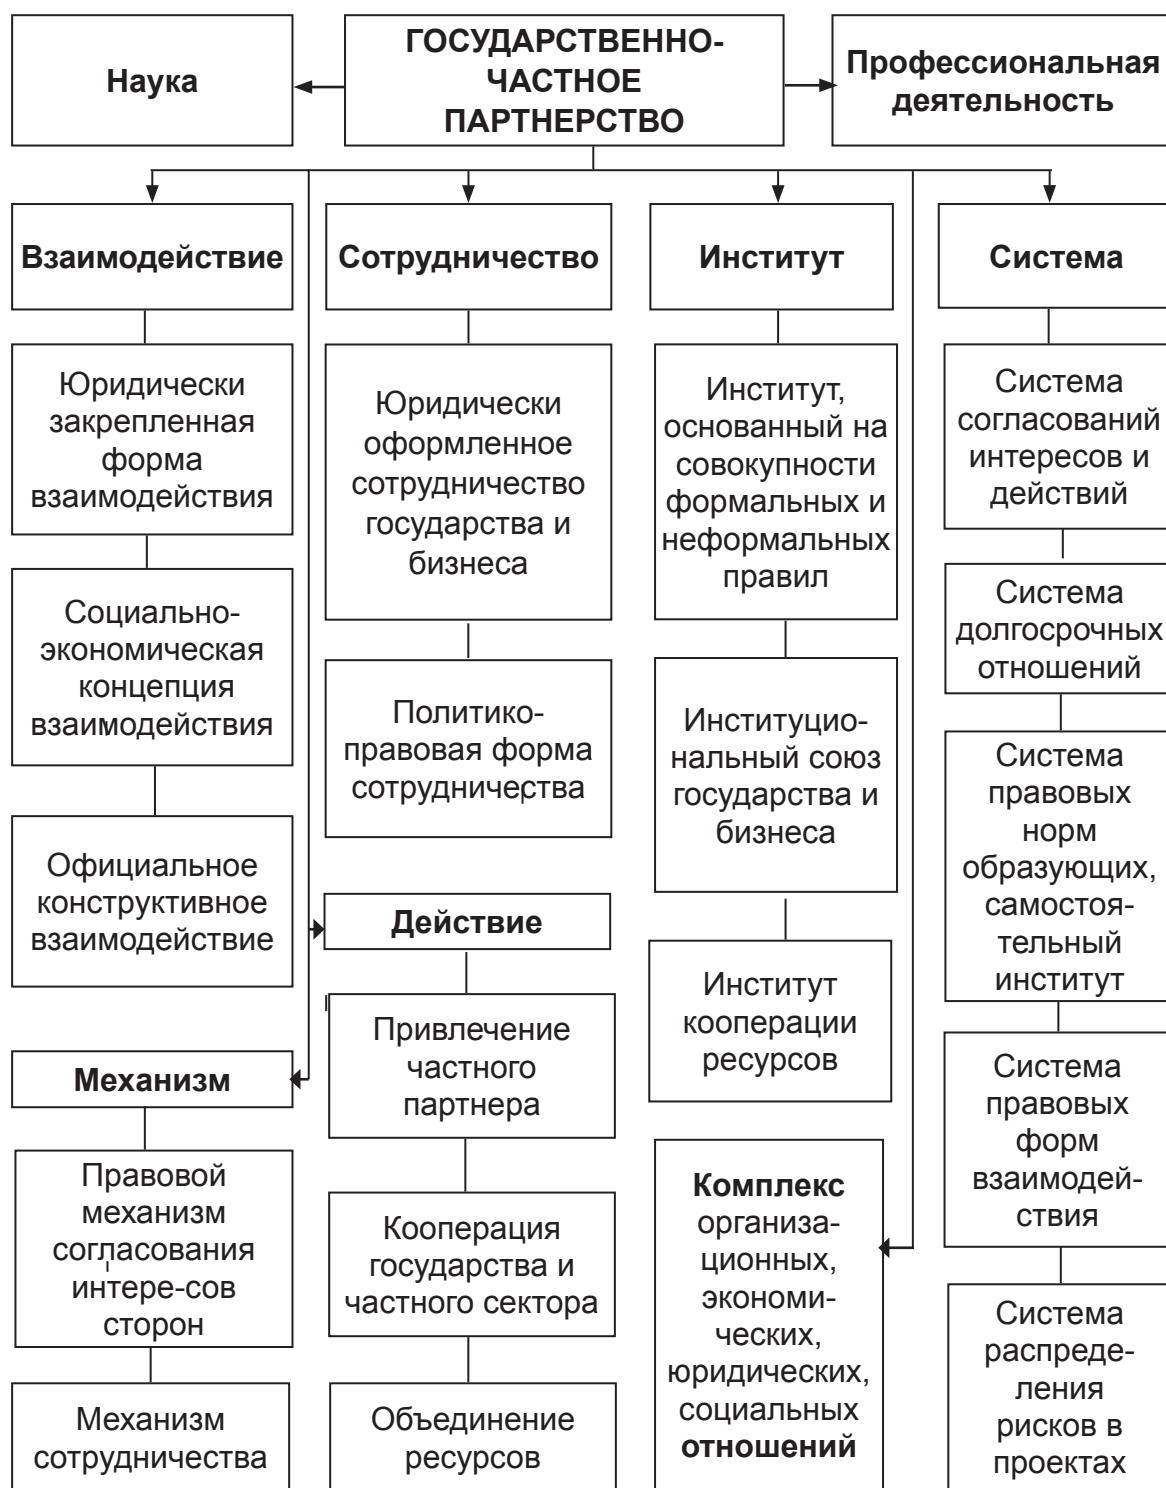 Наука
ГОСУДАРСТВЕННО-
ЧАСТНОЕ
ПАРТНЕРСТВО
Профессиональная
деятельность
Взаимодействие
Юридически
закрепленная
форма
взаимодействия
Социально-
экономическая
концепция
взаимодействия
Официальное
конструктивное
взаимодействие
Механизм
Правовой
механизм
согласования
интере-сов
сторон
Механизм
сотрудничества
Сотрудничество
Юридически
оформленное
сотрудничество
государства и
бизнеса
Политико-
правовая форма
сотрудничества
Действие
Привлечение
частного
партнера
Кооперация
государства и
частного сектора
Объединение
ресурсов
Институт
Институт,
основанный на
совокупности
формальных и
неформальных
правил
Институцио-
нальный союз
государства и
бизнеса
Институт
кооперации
ресурсов
Комплекс
организа-
ционных,
экономи-
ческих,
юридических,
социальных
отношений
Система
Система
согласований
интересов и
действий
Система
долгосрочных
отношений
Система
правовых
норм
образующих,
самостоя-
тельный
институт
Система
правовых
форм
взаимодей-
ствия
Система
распреде-
ления
рисков в
проектах